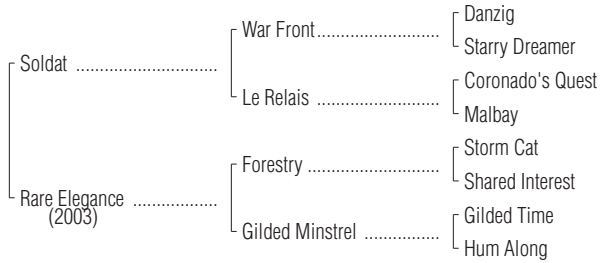 Danzig
War Front................................
Starry Dreamer
Soldat .............................
Coronado's Quest
Le Relais ...........................
Malbay
Storm Cat
Forestry .............................
Shared Interest
Rare Elegance .................
(2003)
Gilded Time
Gilded Minstrel ................
Hum Along